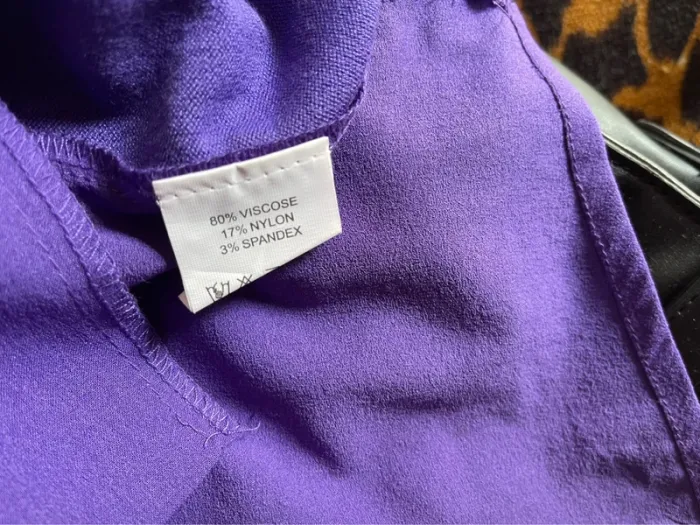 80% VISCOSE
17% NYLON
3% SPANDEX